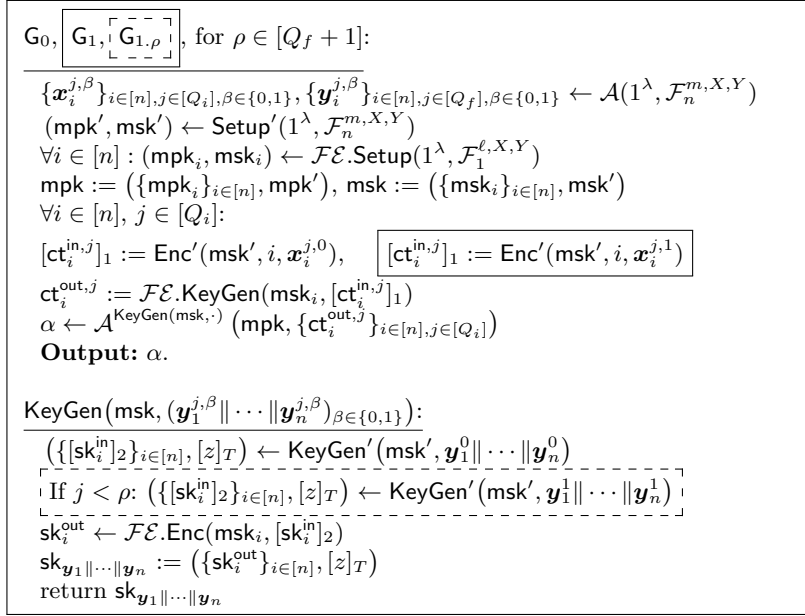 G₀, G₁, G₁.ρ, for ρ ∈ [Q_f + 1]:
{𝒙_i^{j,β}}_{i∈[n],j∈[Q_i],β∈{0,1}}, {𝒚_i^{j,β}}_{i∈[n],j∈[Q_f],β∈{0,1}} ← 𝒜(1^λ, ℱ_n^{m,X,Y})
(mpk′, msk′) ← Setup′(1^λ, ℱ_n^{m,X,Y})
∀i ∈ [n] : (mpk_i, msk_i) ← ℱℰ.Setup(1^λ, ℱ_1^{ℓ,X,Y})
mpk := ({mpk_i}_{i∈[n]}, mpk′), msk := ({msk_i}_{i∈[n]}, msk′)
∀i ∈ [n], j ∈ [Q_i]:
[ct_i^{in,j}]_1 := Enc′(msk′, i, 𝒙_i^{j,0}), [ct_i^{in,j}]_1 := Enc′(msk′, i, 𝒙_i^{j,1})
ct_i^{out,j} := ℱℰ.KeyGen(msk_i, [ct_i^{in,j}]_1)
α ← 𝒜^{KeyGen(msk,·)} (mpk, {ct_i^{out,j}}_{i∈[n],j∈[Q_i]})
Output: α.
KeyGen(msk, (𝒚_1^{j,β}∥ ⋯ ∥𝒚_n^{j,β})_{β∈{0,1}}):
({[sk_i^{in}]_2}_{i∈[n]}, [z]_T) ← KeyGen′(msk′, 𝒚_1^0∥ ⋯ ∥𝒚_n^0)
If j < ρ: ({[sk_i^{in}]_2}_{i∈[n]}, [z]_T) ← KeyGen′(msk′, 𝒚_1^1∥ ⋯ ∥𝒚_n^1)
sk_i^{out} ← ℱℰ.Enc(msk_i, [sk_i^{in}]_2)
sk_{𝒚_1∥⋯∥𝒚_n} := ({sk_i^{out}}_{i∈[n]}, [z]_T)
return sk_{𝒚_1∥⋯∥𝒚_n}